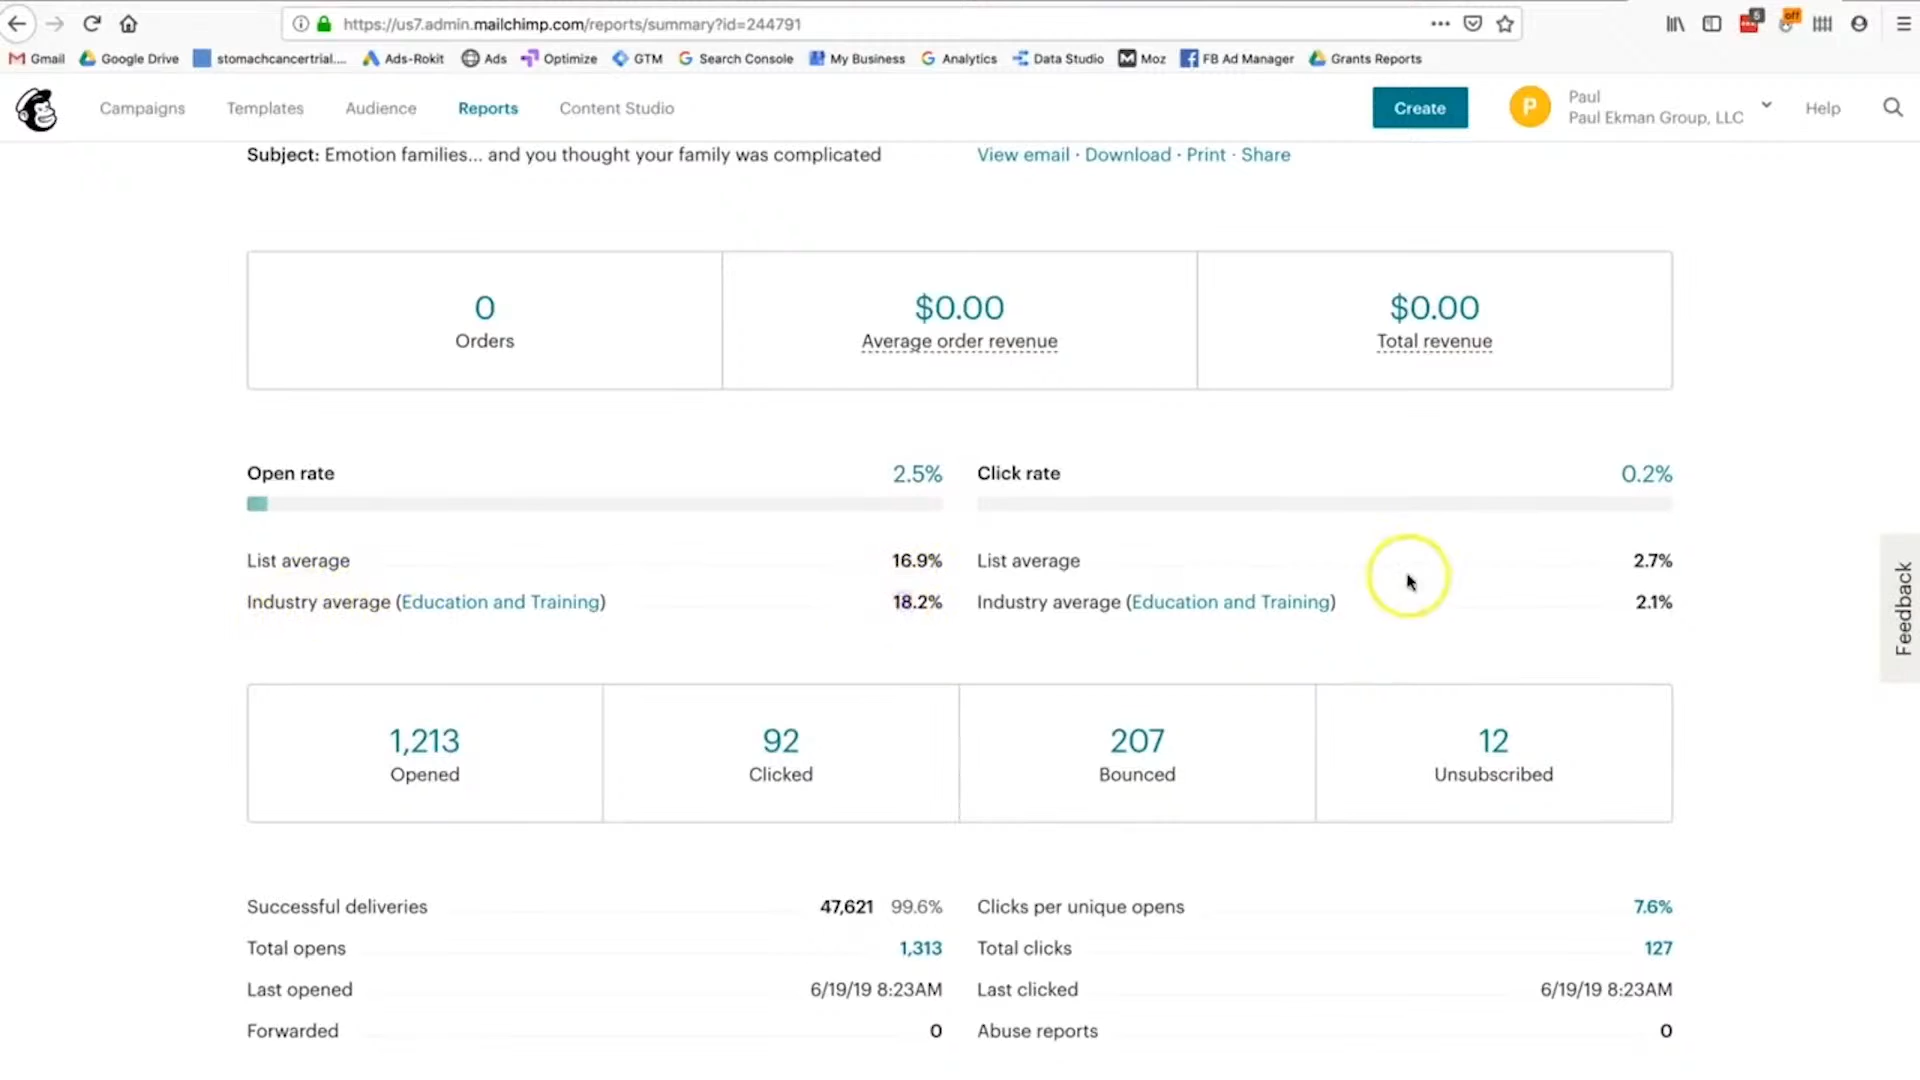 https://us7.admin.mailchimp.com/reports/summary?id=244791
5
off
Gmail Google Drive stomachcancertrial.... Ads-Rokit Ads Optimize GTM Search Console My Business Analytics Data Studio Moz FB Ad Manager Grants Reports
Campaigns Templates Audience Reports Content Studio Create P Paul Help
Paul Ekman Group, LLC
Subject: Emotion families... and you thought your family was complicated View email · Download · Print · Share
0 $0.00 $0.00
Orders Average order revenue Total revenue
Open rate 2.5% Click rate 0.2%
List average 16.9% List average 2.7%
Industry average (Education and Training) 18.2% Industry average (Education and Training) 2.1%
Feedback
1,213 92 207 12
Opened Clicked Bounced Unsubscribed
Successful deliveries 47,621 99.6% Clicks per unique opens 7.6%
Total opens 1,313 Total clicks 127
Last opened 6/19/19 8:23AM Last clicked 6/19/19 8:23AM
Forwarded 0 Abuse reports 0